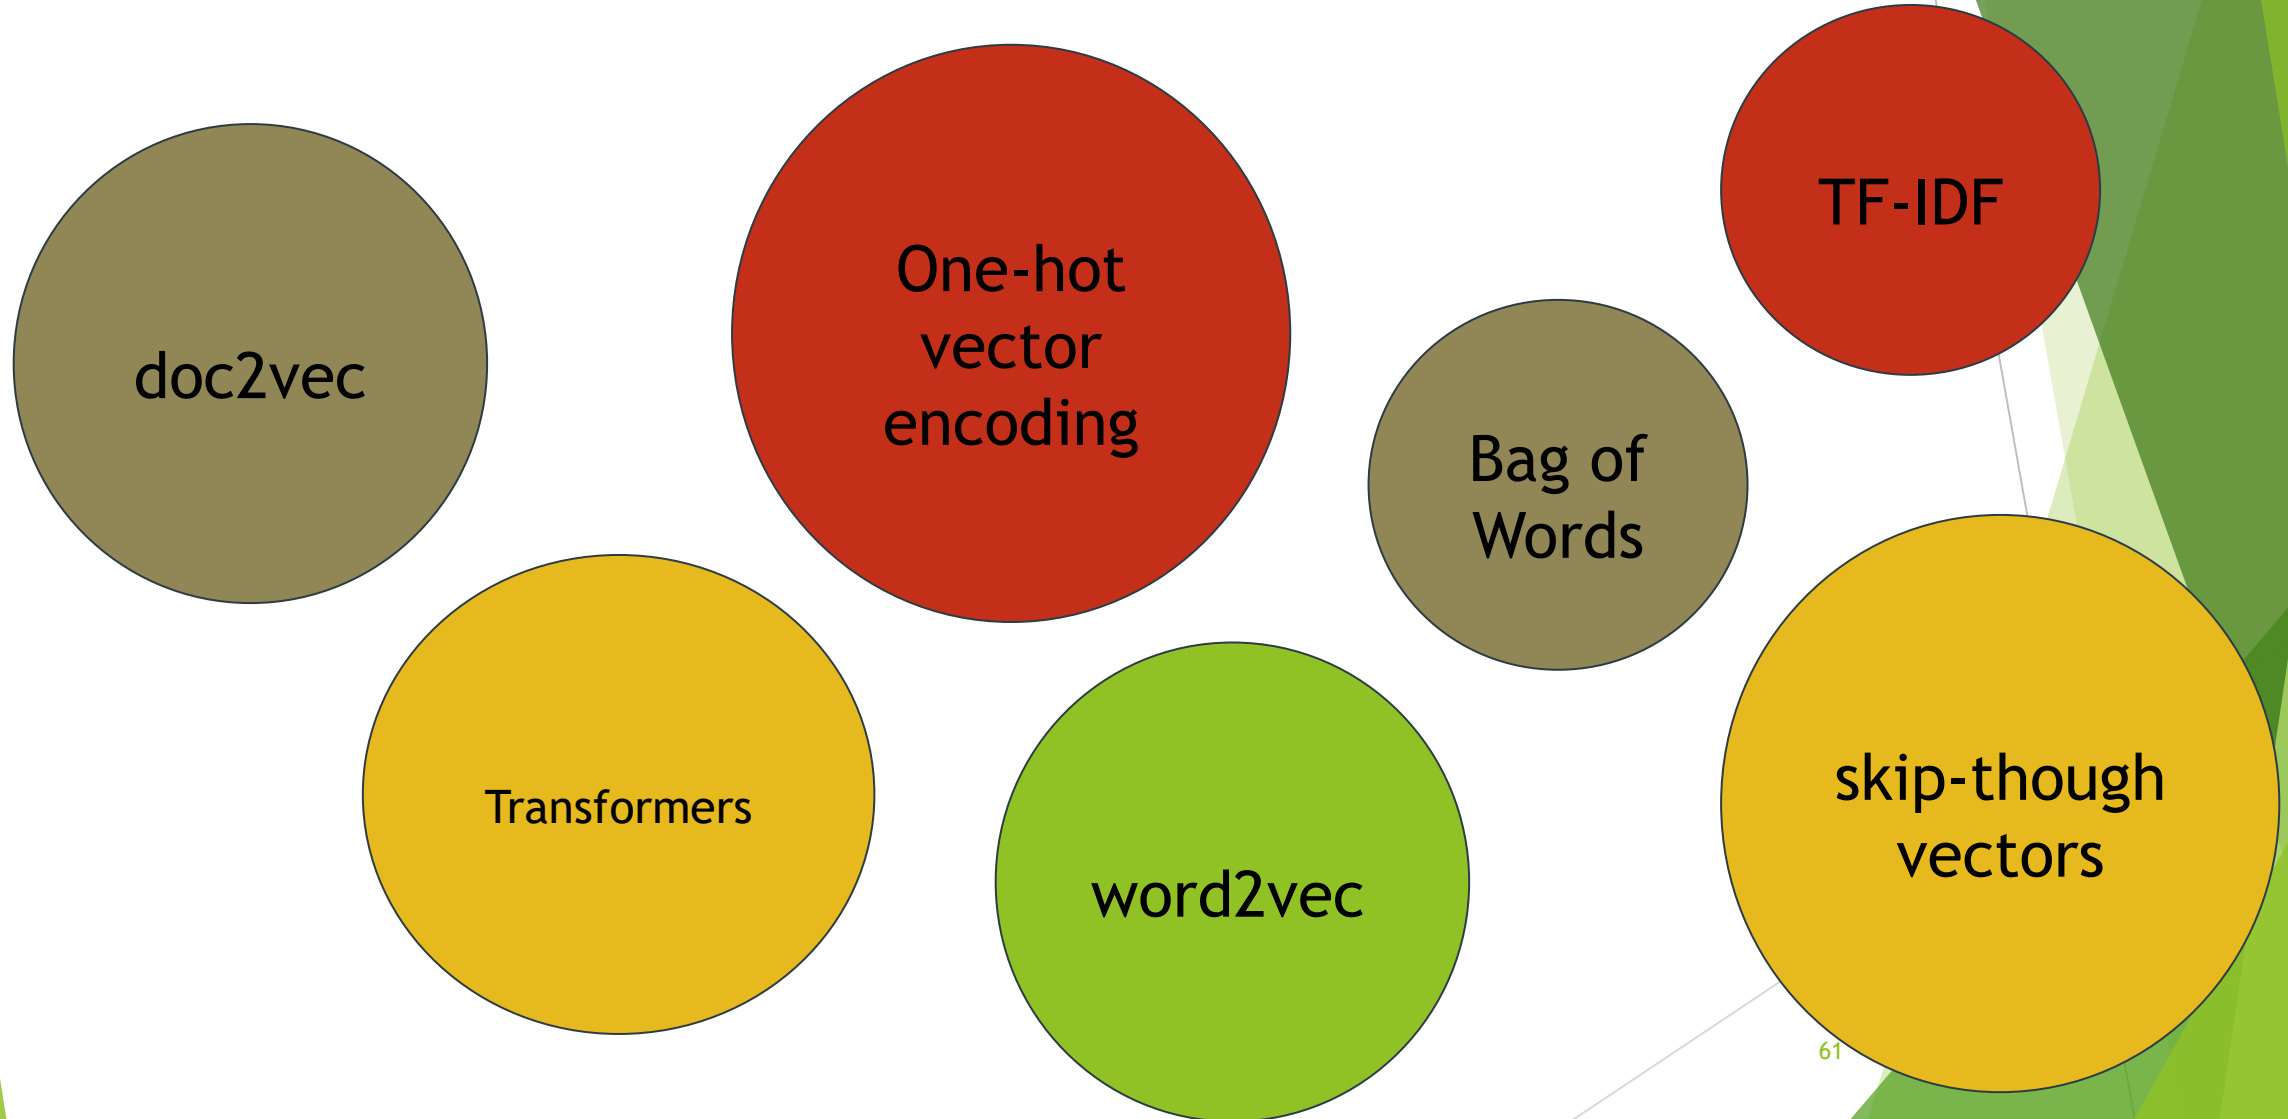 doc2vec
One-hot
vector
encoding
TF-IDF
Bag of
Words
Transformers
word2vec
skip-though
vectors
61